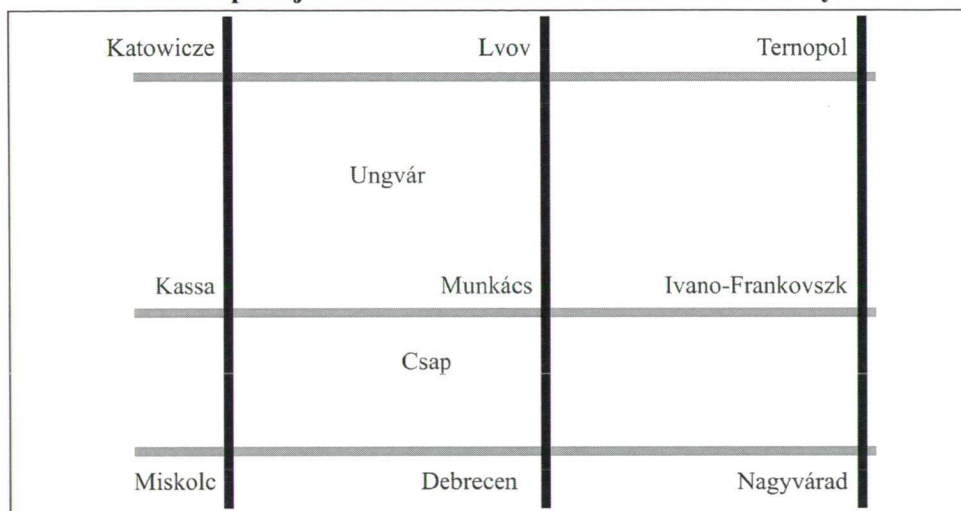 Katowicze Lvov Ternopol
Ungvár
Kassa Munkács Ivano-Frankovszk
Csap
Miskolc Debrecen Nagyvárad